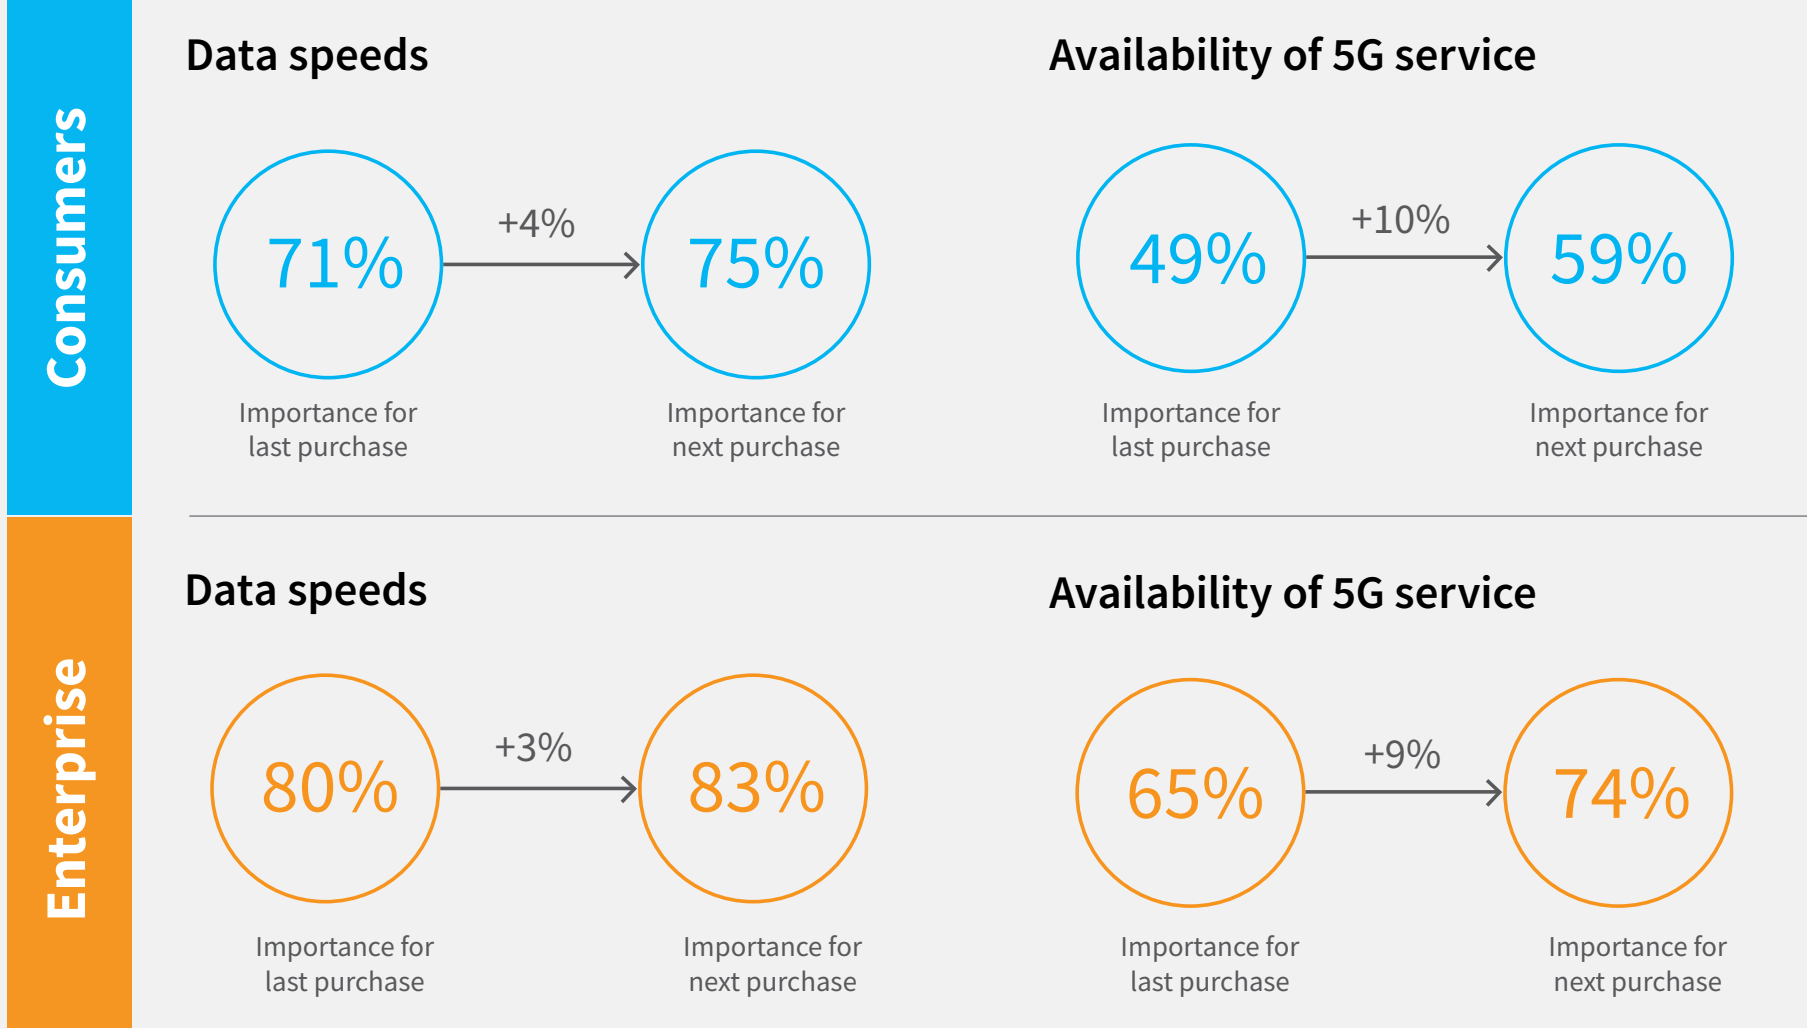 Consumers
Data speeds
71%
+4%
75%
Importance for
last purchase
Importance for
next purchase
Availability of 5G service
49%
+10%
59%
Importance for
last purchase
Importance for
next purchase
Enterprise
Data speeds
80%
+3%
83%
Importance for
last purchase
Importance for
next purchase
Availability of 5G service
65%
+9%
74%
Importance for
last purchase
Importance for
next purchase